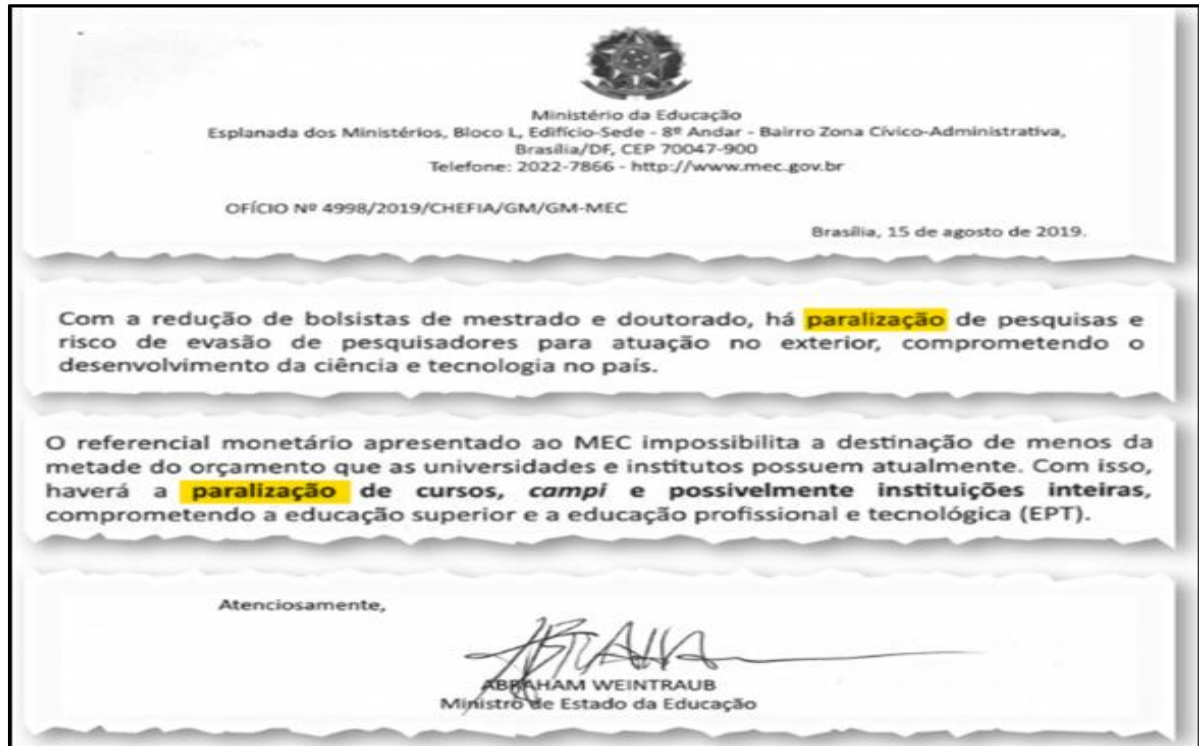 Ministério da Educação
Esplanada dos Ministérios, Bloco L, Edifício-Sede - 8º Andar - Bairro Zona Cívico-Administrativa,
Brasília/DF, CEP 70047-900
Telefone: 2022-7866 - http://www.mec.gov.br
OFÍCIO Nº 4998/2019/CHEFIA/GM/GM-MEC
Brasília, 15 de agosto de 2019.
Com a redução de bolsistas de mestrado e doutorado, há paralização de pesquisas e
risco de evasão de pesquisadores para atuação no exterior, comprometendo o
desenvolvimento da ciência e tecnologia no país.
O referencial monetário apresentado ao MEC impossibilita a destinação de menos da
metade do orçamento que as universidades e institutos possuem atualmente. Com isso,
haverá a paralização de cursos, campi e possivelmente instituições inteiras,
comprometendo a educação superior e a educação profissional e tecnológica (EPT).
Atenciosamente,
ABRAHAM WEINTRAUB
Ministro de Estado da Educação